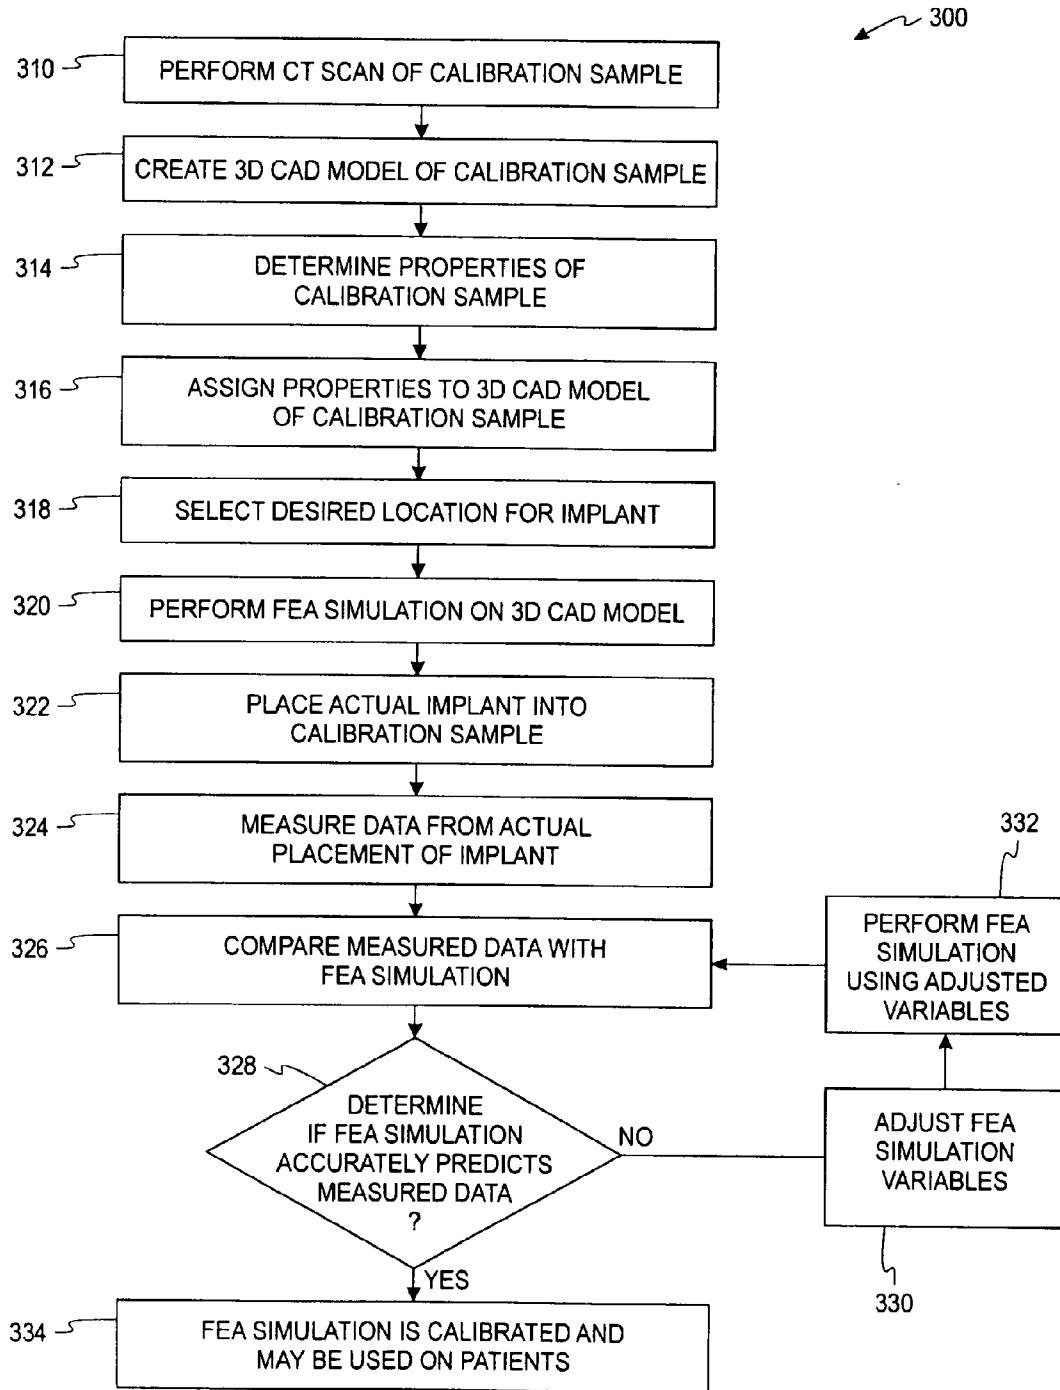 300
310
PERFORM CT SCAN OF CALIBRATION SAMPLE
312
CREATE 3D CAD MODEL OF CALIBRATION SAMPLE
314
DETERMINE PROPERTIES OF
CALIBRATION SAMPLE
316
ASSIGN PROPERTIES TO 3D CAD MODEL
OF CALIBRATION SAMPLE
318
SELECT DESIRED LOCATION FOR IMPLANT
320
PERFORM FEA SIMULATION ON 3D CAD MODEL
322
PLACE ACTUAL IMPLANT INTO
CALIBRATION SAMPLE
324
MEASURE DATA FROM ACTUAL
PLACEMENT OF IMPLANT
326
COMPARE MEASURED DATA WITH
FEA SIMULATION
332
PERFORM FEA
SIMULATION
USING ADJUSTED
VARIABLES
328
DETERMINE
IF FEA SIMULATION
ACCURATELY PREDICTS
MEASURED DATA
?
NO
ADJUST FEA
SIMULATION
VARIABLES
330
YES
334
FEA SIMULATION IS CALIBRATED AND
MAY BE USED ON PATIENTS